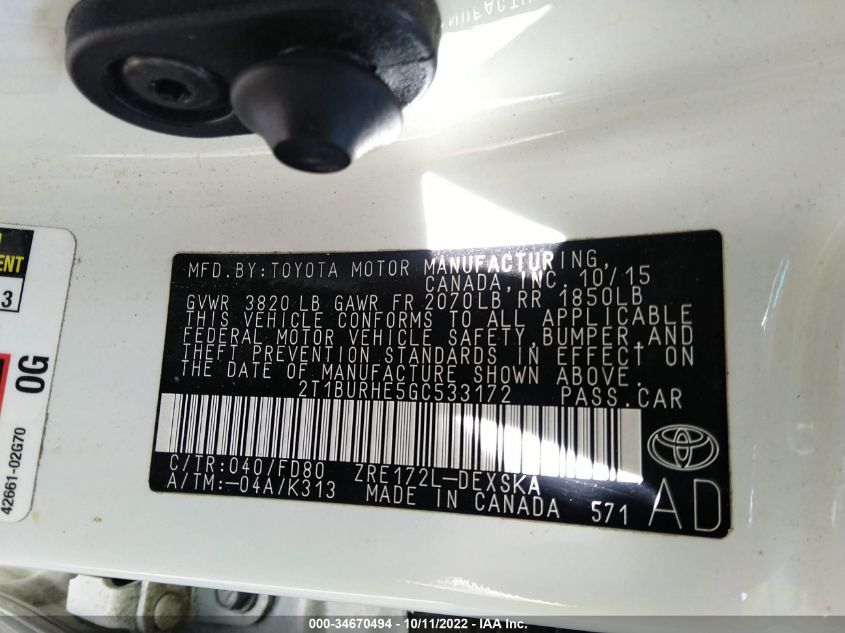 MFD.BY:TOYOTA MOTOR MANUFACTURING,
CANADA, INC. 10/15
GVWR 3820 LB GAWR FR 2070LB, RR 1850LB
THIS VEHICLE CONFORMS TO ALL APPLICABLE
FEDERAL MOTOR VEHICLE SAFETY, BUMPER, AND
THEFT PREVENTION STANDARDS IN EFFECT ON
THE DATE OF MANUFACTURE SHOWN ABOVE.
2T1BURHE5GC533172 PASS.CAR
C/TR:040/FD80 ZRE172L-DEXSKA
A/TM:-04A/K313 MADE IN CANADA 571
AD
ENT
3
0G
42661-02G70
000-34670494 - 10/11/2022 - IAA Inc.